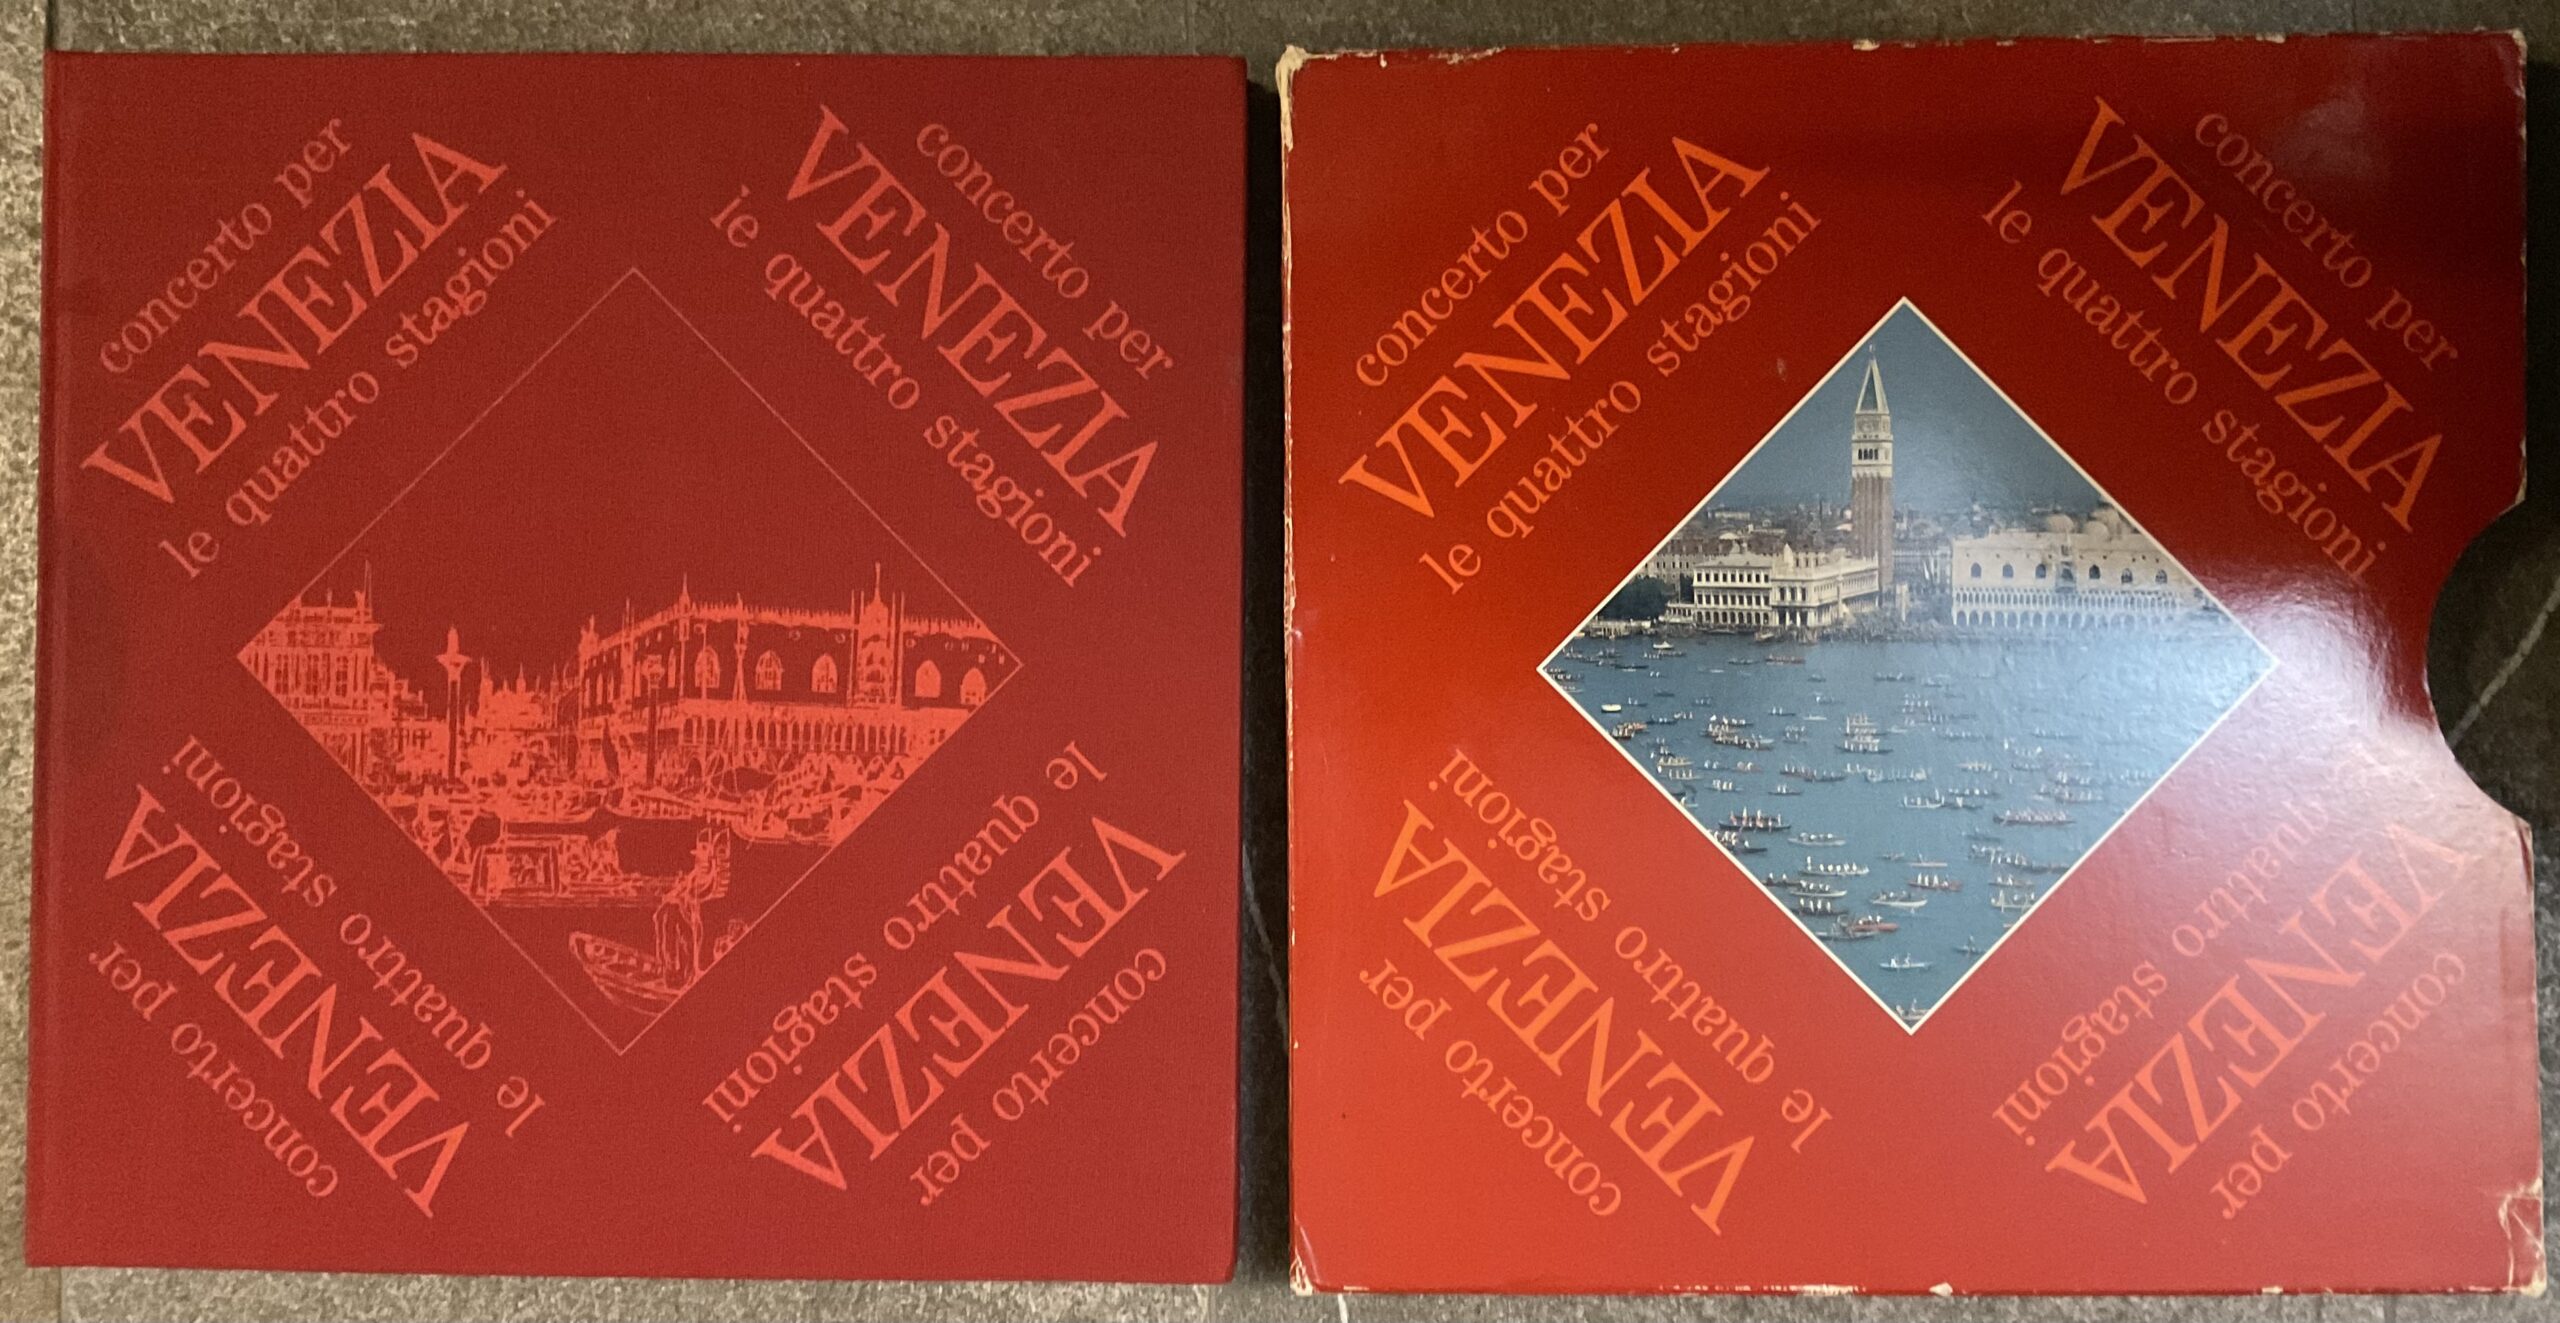 concerto per
VENEZIA
le quattro stagioni
concerto per
VENEZIA
le quattro stagioni
concerto per
VENEZIA
le quattro stagioni
concerto per
VENEZIA
le quattro stagioni
concerto per
VENEZIA
le quattro stagioni
concerto per
VENEZIA
le quattro stagioni
concerto per
VENEZIA
le quattro stagioni
concerto per
VENEZIA
le quattro stagioni